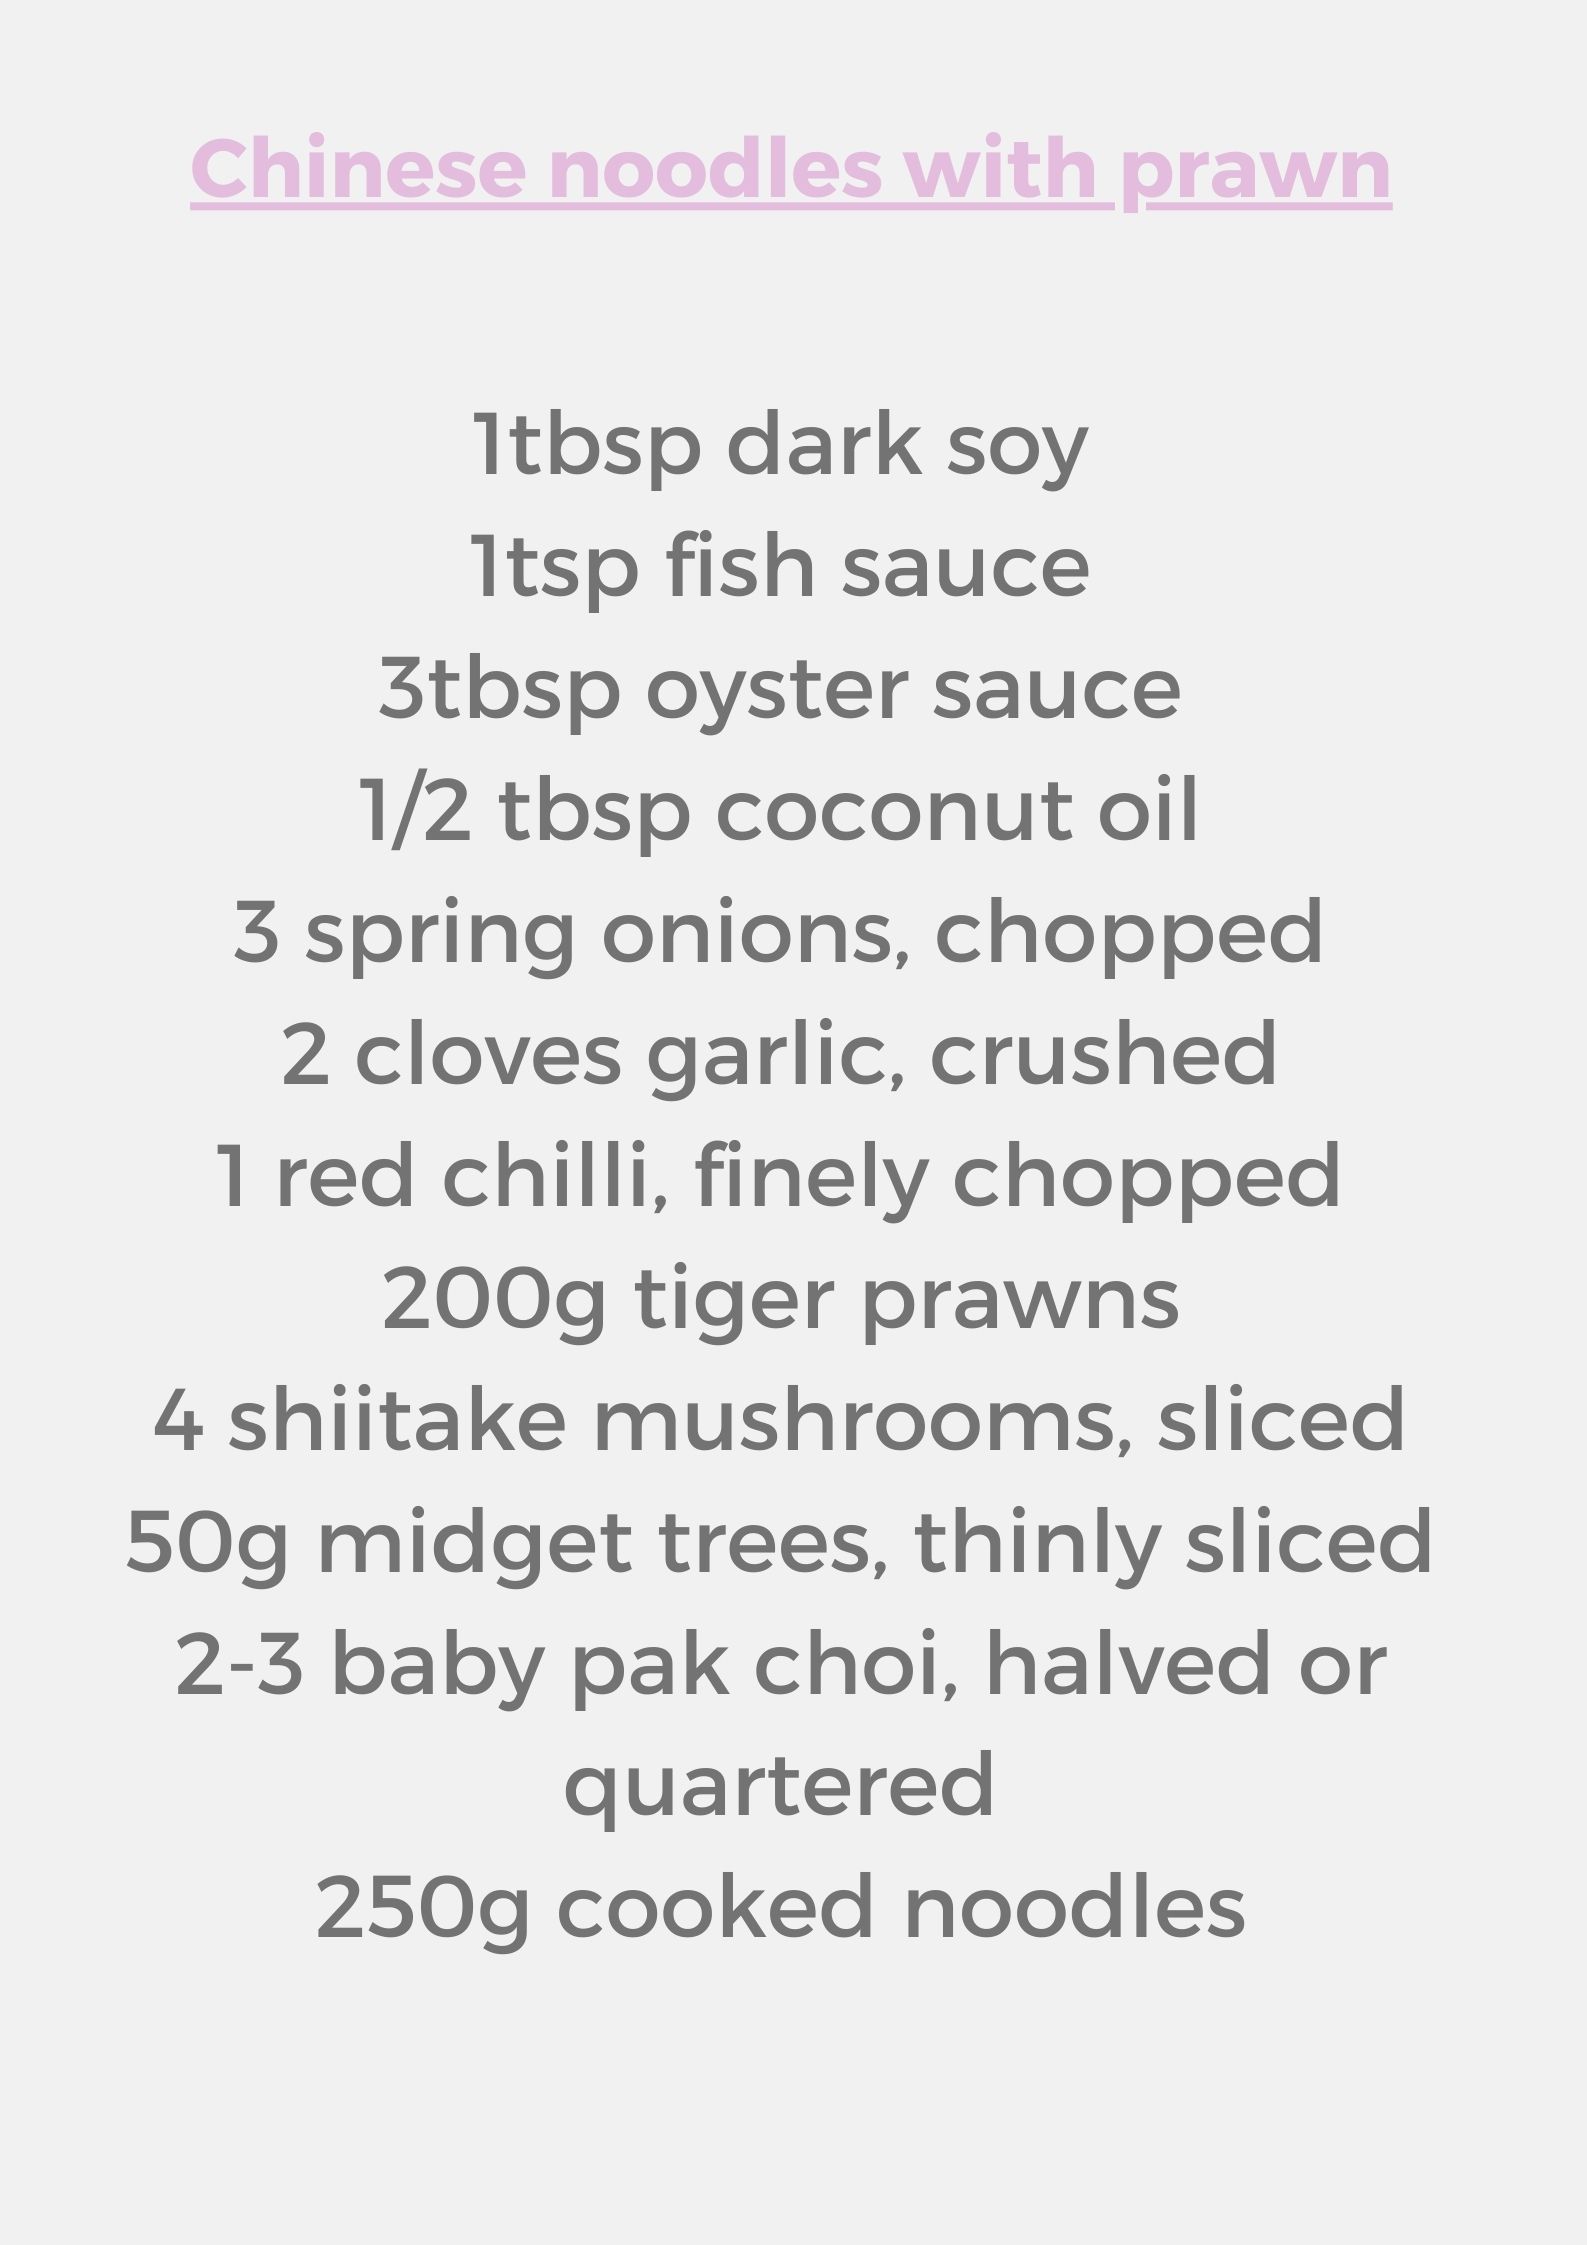 Chinese noodles with prawn
1tbsp dark soy
1tsp fish sauce
3tbsp oyster sauce
1/2 tbsp coconut oil
3 spring onions, chopped
2 cloves garlic, crushed
1 red chilli, finely chopped
200g tiger prawns
4 shiitake mushrooms, sliced
50g midget trees, thinly sliced
2-3 baby pak choi, halved or
quartered
250g cooked noodles